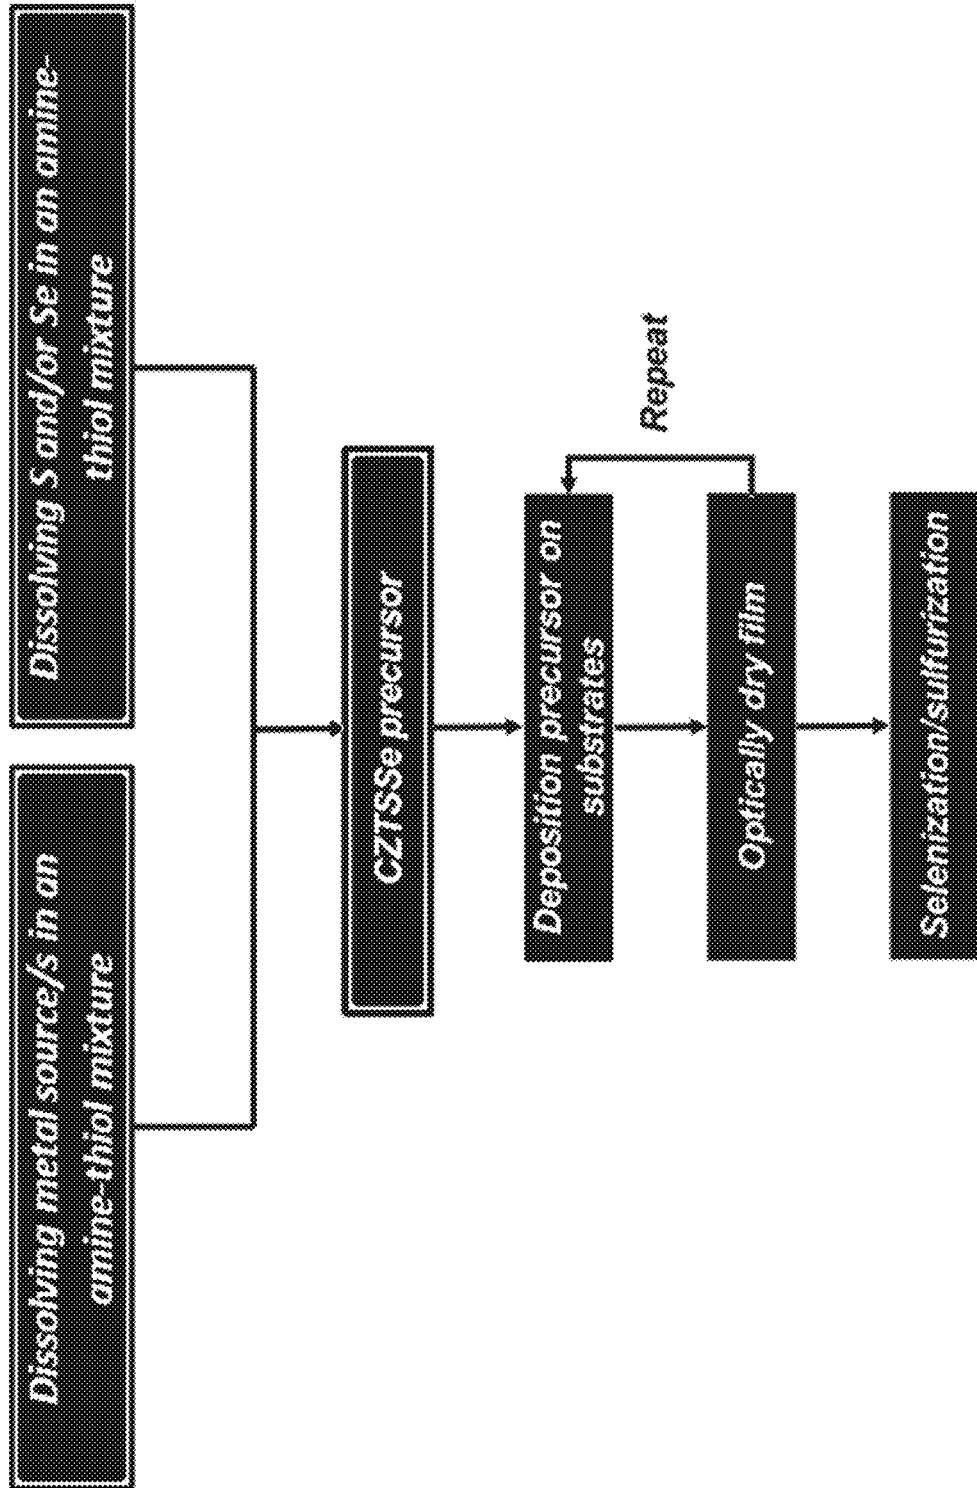 Dissolving metal source/s in an
amine-thiol mixture
Dissolving S and/or Se in an amine-
thiol mixture
CZTSSe precursor
Deposition precursor on
substrates
Repeat
Optically dry film
Selenization/sulfurization